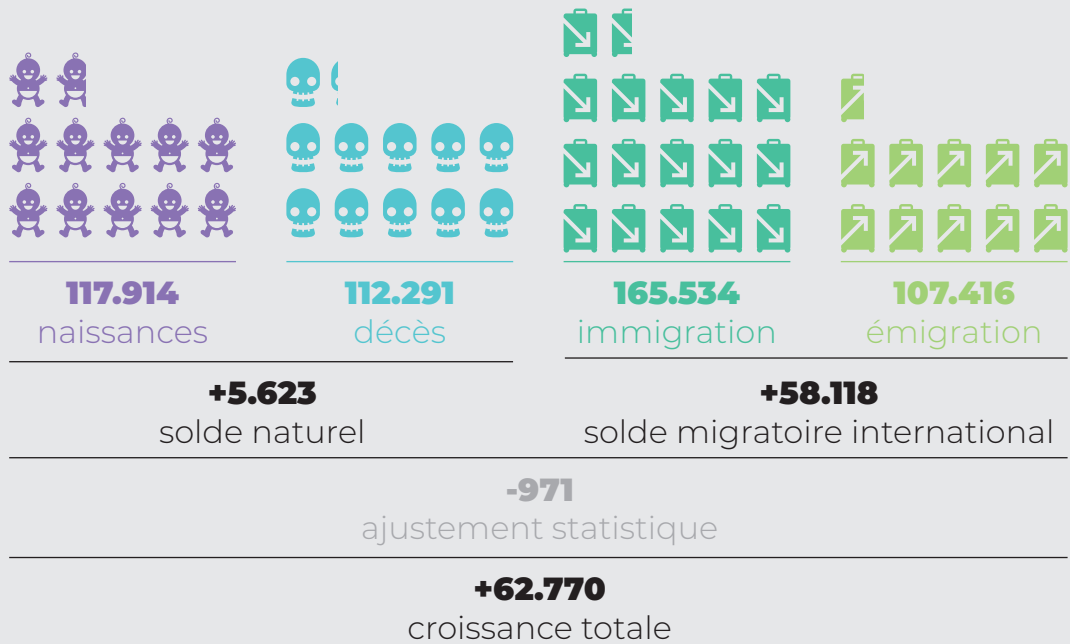 117.914
naissances
112.291
décès
165.534
immigration
107.416
émigration
+5.623
solde naturel
+58.118
solde migratoire international
-971
ajustement statistique
+62.770
croissance totale